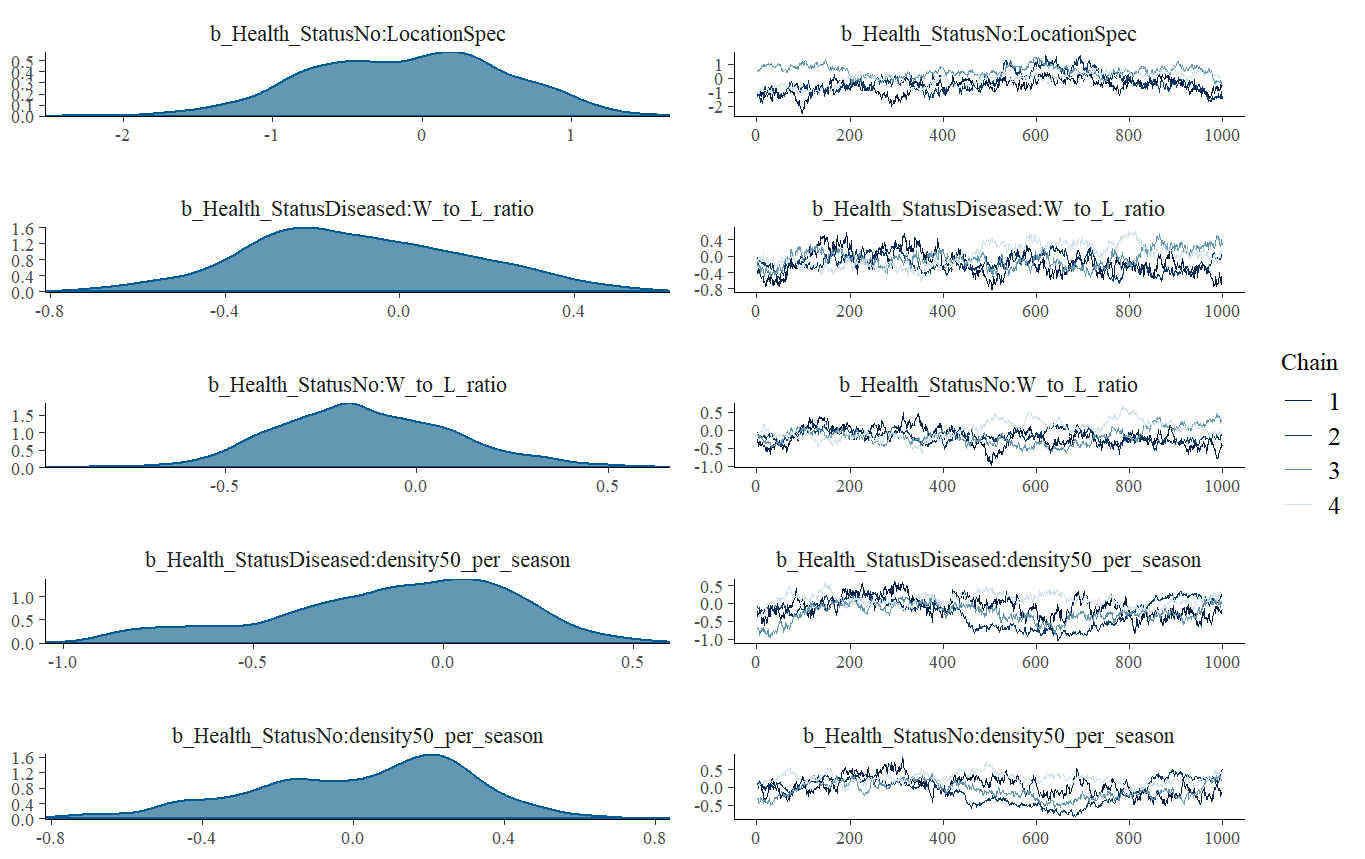 b_Health_StatusNo:LocationSpec
0.5
0.4
0.3
0.2
0.1
0.0
-2 -1 0 1
b_Health_StatusNo:LocationSpec
1
0
-1
-2
0 200 400 600 800 1000
b_Health_StatusDiseased:W_to_L_ratio
1.6
1.2
0.8
0.4
0.0
-0.8 -0.4 0.0 0.4
b_Health_StatusDiseased:W_to_L_ratio
0.4
0.0
-0.4
-0.8
0 200 400 600 800 1000
b_Health_StatusNo:W_to_L_ratio
1.5
1.0
0.5
0.0
-0.5 0.0 0.5
b_Health_StatusNo:W_to_L_ratio
0.5
0.0
-0.5
-1.0
0 200 400 600 800 1000
b_Health_StatusDiseased:density50_per_season
1.0
0.5
0.0
-1.0 -0.5 0.0 0.5
b_Health_StatusDiseased:density50_per_season
0.5
0.0
-0.5
-1.0
0 200 400 600 800 1000
b_Health_StatusNo:density50_per_season
1.6
1.2
0.8
0.4
0.0
-0.8 -0.4 0.0 0.4 0.8
b_Health_StatusNo:density50_per_season
0.5
0.0
-0.5
0 200 400 600 800 1000
Chain
1
2
3
4